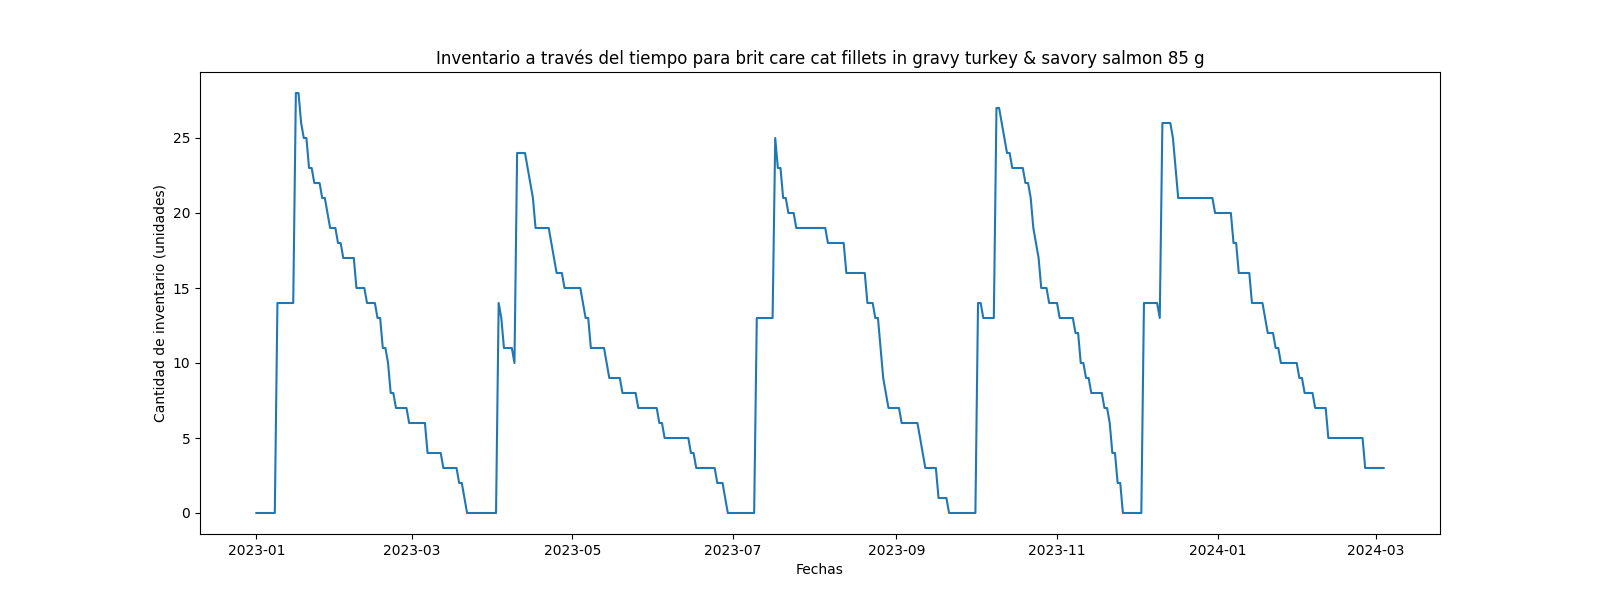 Inventario a través del tiempo para brit care cat fillets in gravy turkey & savory salmon 85 g
Cantidad de inventario (unidades)
25
20
15
10
5
0
2023-01 2023-03 2023-05 2023-07 2023-09 2023-11 2024-01 2024-03
Fechas